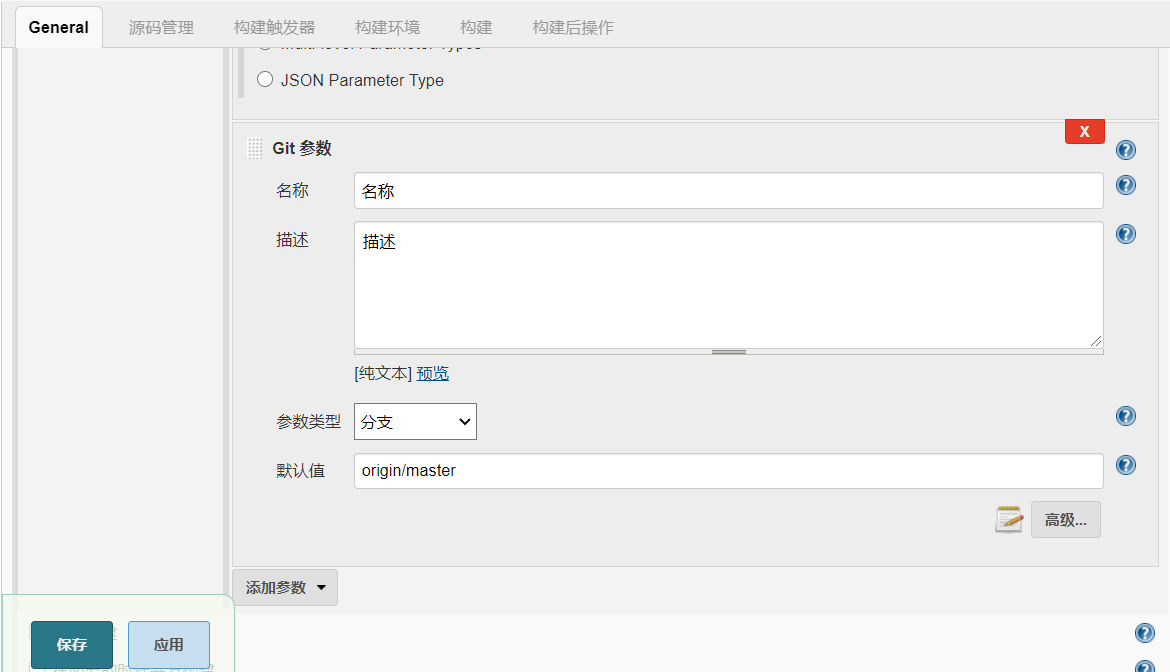 General 源码管理 构建触发器 构建环境 构建 构建后操作
JSON Parameter Type
X
Git 参数
名称 名称
描述 描述
[纯文本] 预览
参数类型 分支
默认值 origin/master
高级...
添加参数
保存 应用